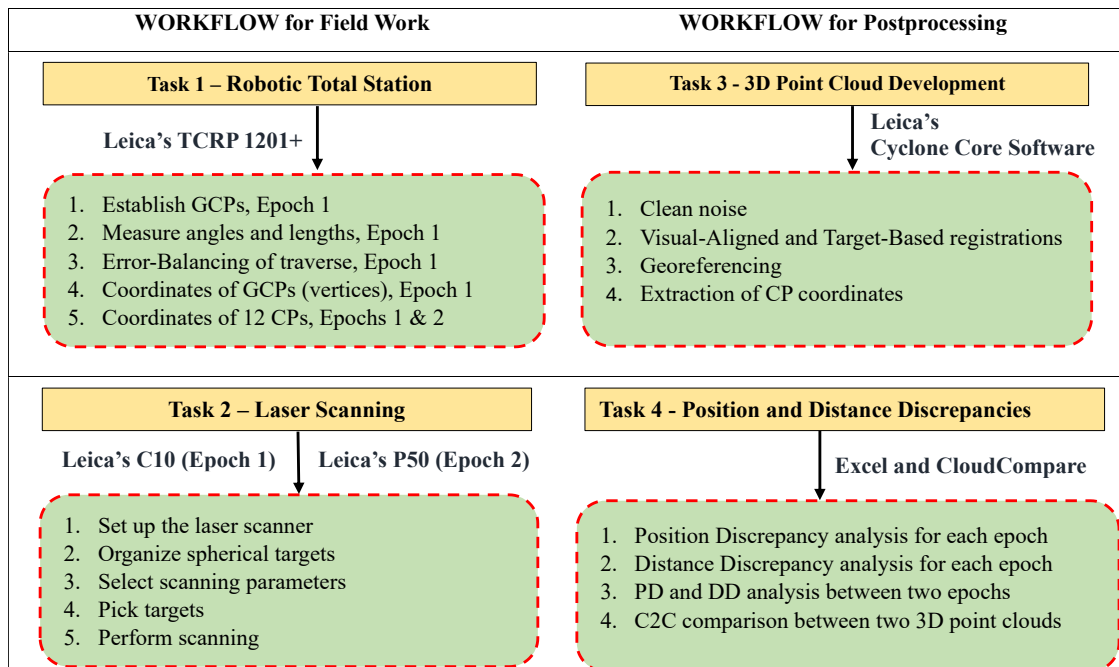 WORKFLOW for Field Work
Task 1 – Robotic Total Station
Leica's TCRP 1201+
1. Establish GCPs, Epoch 1
2. Measure angles and lengths, Epoch 1
3. Error-Balancing of traverse, Epoch 1
4. Coordinates of GCPs (vertices), Epoch 1
5. Coordinates of 12 CPs, Epochs 1 & 2
Task 2 – Laser Scanning
Leica's C10 (Epoch 1) Leica's P50 (Epoch 2)
1. Set up the laser scanner
2. Organize spherical targets
3. Select scanning parameters
4. Pick targets
5. Perform scanning
WORKFLOW for Postprocessing
Task 3 - 3D Point Cloud Development
Leica's
Cyclone Core Software
1. Clean noise
2. Visual-Aligned and Target-Based registrations
3. Georeferencing
4. Extraction of CP coordinates
Task 4 - Position and Distance Discrepancies
Excel and CloudCompare
1. Position Discrepancy analysis for each epoch
2. Distance Discrepancy analysis for each epoch
3. PD and DD analysis between two epochs
4. C2C comparison between two 3D point clouds